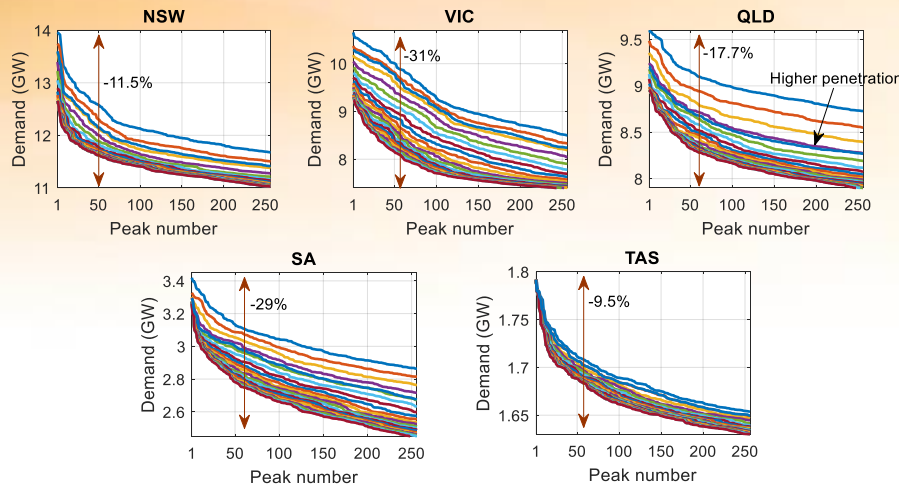 NSW
14
13
12
11
Demand (GW)
-11.5%
1 50 100 150 200 250
Peak number
VIC
10
9
8
Demand (GW)
-31%
1 50 100 150 200 250
Peak number
QLD
9.5
9
8.5
8
Demand (GW)
-17.7%
Higher penetration
1 50 100 150 200 250
Peak number
SA
3.4
3.2
3
2.8
2.6
Demand (GW)
-29%
1 50 100 150 200 250
Peak number
TAS
1.8
1.75
1.7
1.65
Demand (GW)
-9.5%
1 50 100 150 200 250
Peak number